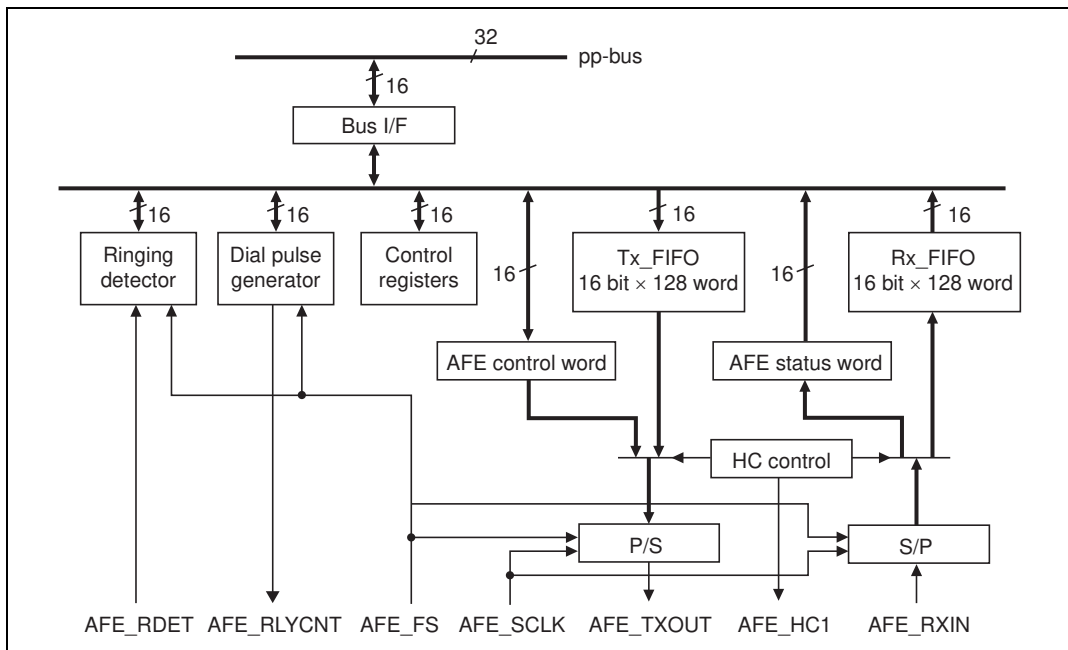 32
pp-bus
16
Bus I/F
16
16
16
16
16
Ringing
detector
Dial pulse
generator
Control
registers
16
Tx_FIFO
16 bit × 128 word
16
Rx_FIFO
16 bit × 128 word
AFE control word
AFE status word
HC control
P/S
S/P
AFE_RDET
AFE_RLYCNT
AFE_FS
AFE_SCLK
AFE_TXOUT
AFE_HC1
AFE_RXIN